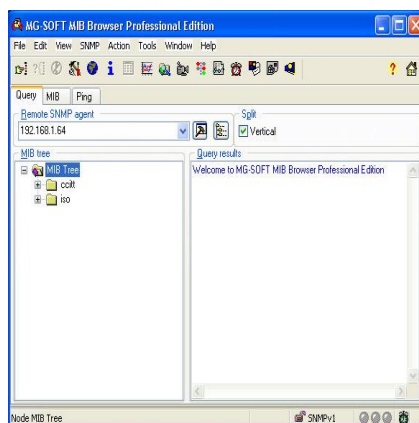 MG-SOFT MIB Browser Professional Edition
File Edit View SNMP Action Tools Window Help
Query MIB Ping
Remote SNMP agent
Split
192.168.1.64
Vertical
MIB tree
Query results
MIB Tree
Welcome to MG-SOFT MIB Browser Professional Edition
ccitt
iso
Node MIB Tree
SNMPv1